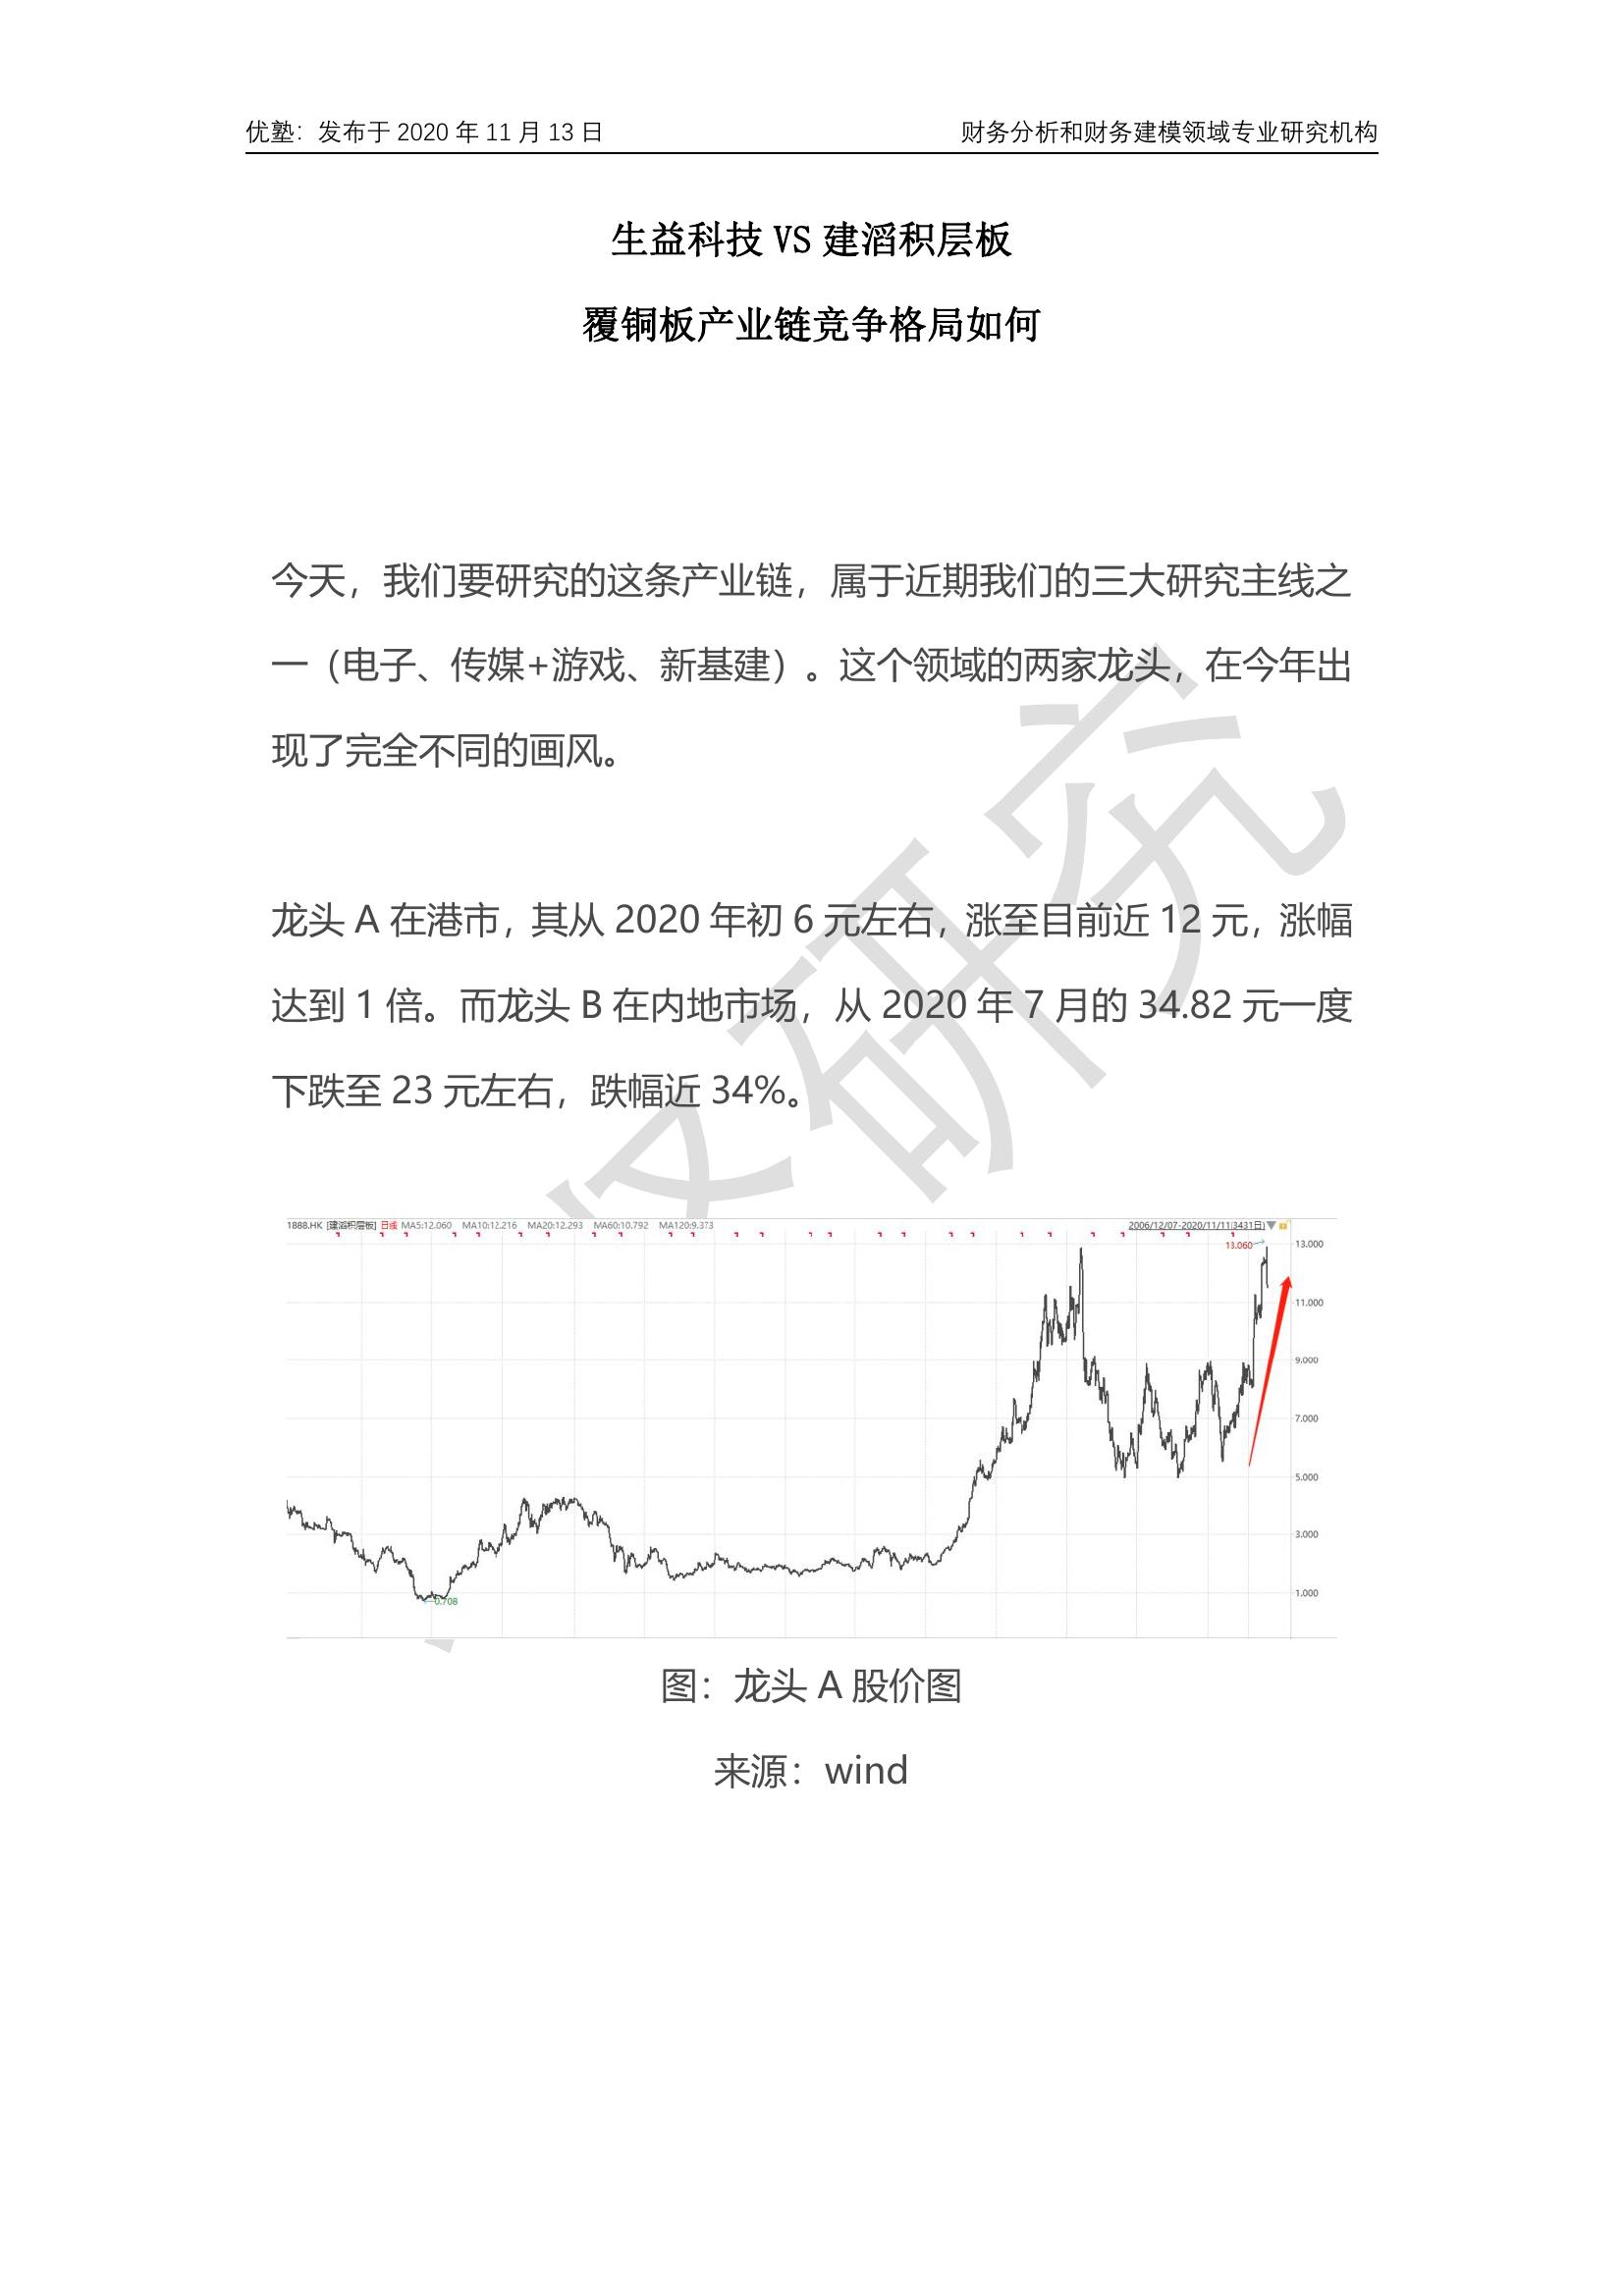 优塾：发布于 2020 年 11 月 13 日 财务分析和财务建模领域专业研究机构
生益科技 VS 建滔积层板
覆铜板产业链竞争格局如何
今天，我们要研究的这条产业链，属于近期我们的三大研究主线之
一（电子、传媒+游戏、新基建）。这个领域的两家龙头，在今年出
现了完全不同的画风。
龙头 A 在港市，其从 2020 年初 6 元左右，涨至目前近 12 元，涨幅
达到 1 倍。而龙头 B 在内地市场，从 2020 年 7 月的 34.82 元一度
下跌至 23 元左右，跌幅近 34%。
研究
1888.HK [建滔积层板] 日线 MA5:12.060 MA10:12.216 MA20:12.293 MA60:10.792 MA120:9.373 2006/12/07-2020/11/11(3431日)
13.060
13.000
11.000
9.000
7.000
5.000
3.000
1.000
0.708
图：龙头 A 股价图
来源：wind